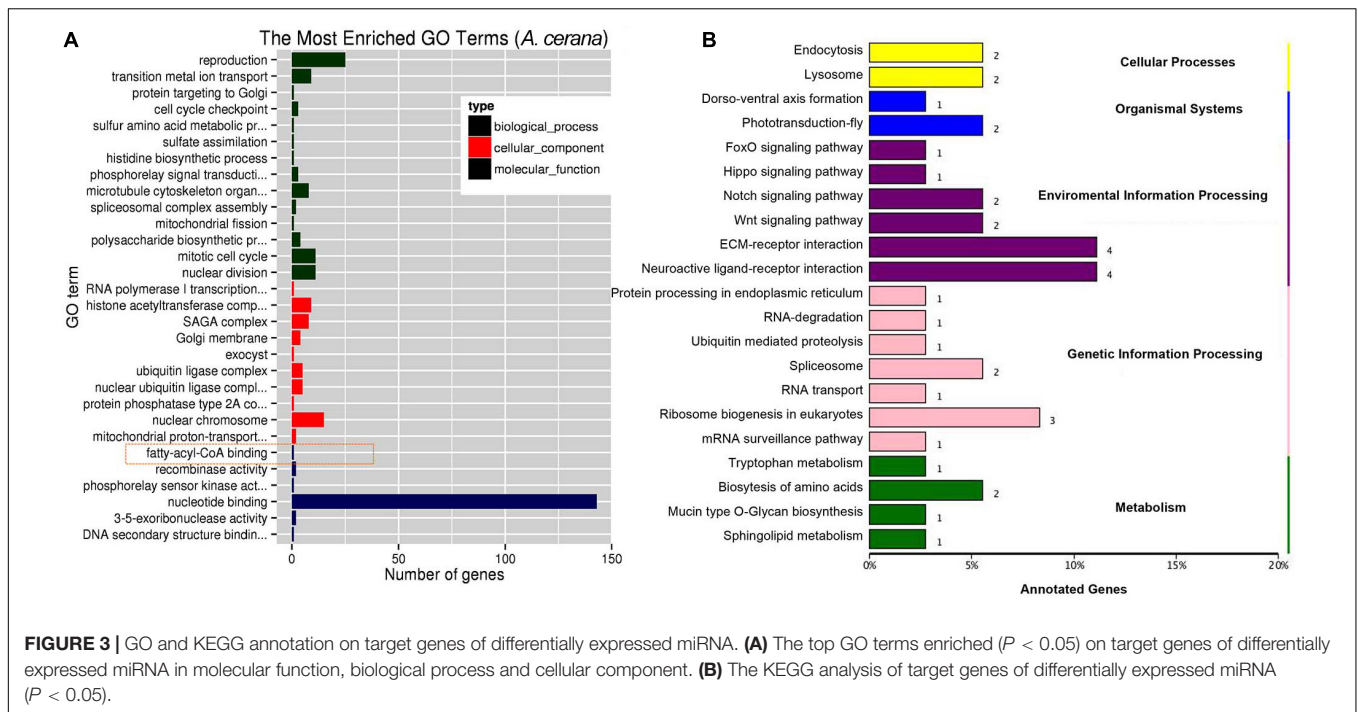 A
The Most Enriched GO Terms (A. cerana)
GO term
reproduction
transition metal ion transport
protein targeting to Golgi
cell cycle checkpoint
sulfur amino acid metabolic pr...
sulfate assimilation
histidine biosynthetic process
phosphorelay signal transducti...
microtubule cytoskeleton organ...
spliceosomal complex assembly
mitochondrial fission
polysaccharide biosynthetic pr...
mitotic cell cycle
nuclear division
RNA polymerase I transcription...
histone acetyltransferase comp...
SAGA complex
Golgi membrane
exocyst
ubiquitin ligase complex
nuclear ubiquitin ligase compl...
protein phosphatase type 2A co...
nuclear chromosome
mitochondrial proton-transport...
fatty-acyl-CoA binding
recombinase activity
phosphorelay sensor kinase act...
nucleotide binding
3-5-exoribonuclease activity
DNA secondary structure bindin...
type
biological_process
cellular_component
molecular_function
0 50 100 150
Number of genes
B
Endocytosis 2
Lysosome 2
Cellular Processes
Dorso-ventral axis formation 1
Phototransduction-fly 2
Organismal Systems
FoxO signaling pathway 1
Hippo signaling pathway 1
Notch signaling pathway 2
Wnt signaling pathway 2
ECM-receptor interaction 4
Neuroactive ligand-receptor interaction 4
Enviromental Information Processing
Protein processing in endoplasmic reticulum 1
RNA-degradation 1
Ubiquitin mediated proteolysis 1
Spliceosome 2
RNA transport 1
Ribosome biogenesis in eukaryotes 3
mRNA surveillance pathway 1
Genetic Information Processing
Tryptophan metabolism 1
Biosytesis of amino acids 2
Mucin type O-Glycan biosynthesis 1
Sphingolipid metabolism 1
Metabolism
0% 5% 10% 15% 20%
Annotated Genes
FIGURE 3 | GO and KEGG annotation on target genes of differentially expressed miRNA. (A) The top GO terms enriched (P < 0.05) on target genes of differentially
expressed miRNA in molecular function, biological process and cellular component. (B) The KEGG analysis of target genes of differentially expressed miRNA
(P < 0.05).